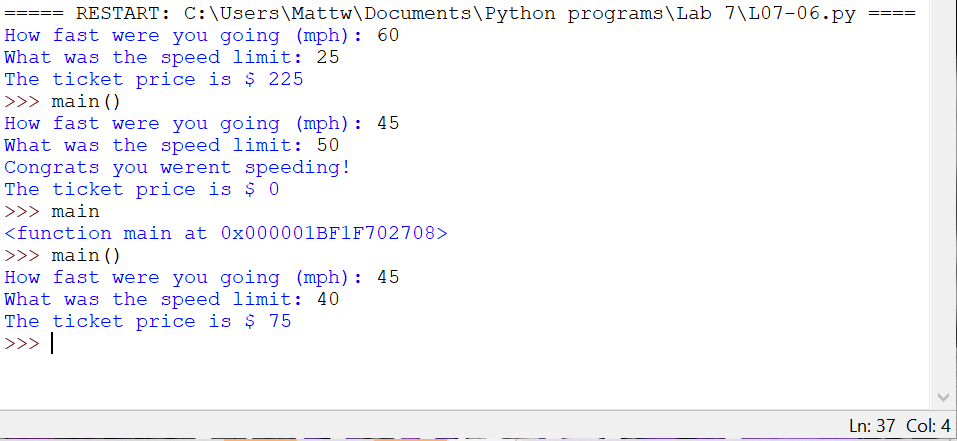 ===== RESTART: C:\Users\Mattw\Documents\Python programs\Lab 7\L07-06.py ====
How fast were you going (mph): 60
What was the speed limit: 25
The ticket price is $ 225
>>> main()
How fast were you going (mph): 45
What was the speed limit: 50
Congrats you werent speeding!
The ticket price is $ 0
>>> main
<function main at 0x000001BF1F702708>
>>> main()
How fast were you going (mph): 45
What was the speed limit: 40
The ticket price is $ 75
>>>
Ln: 37 Col: 4